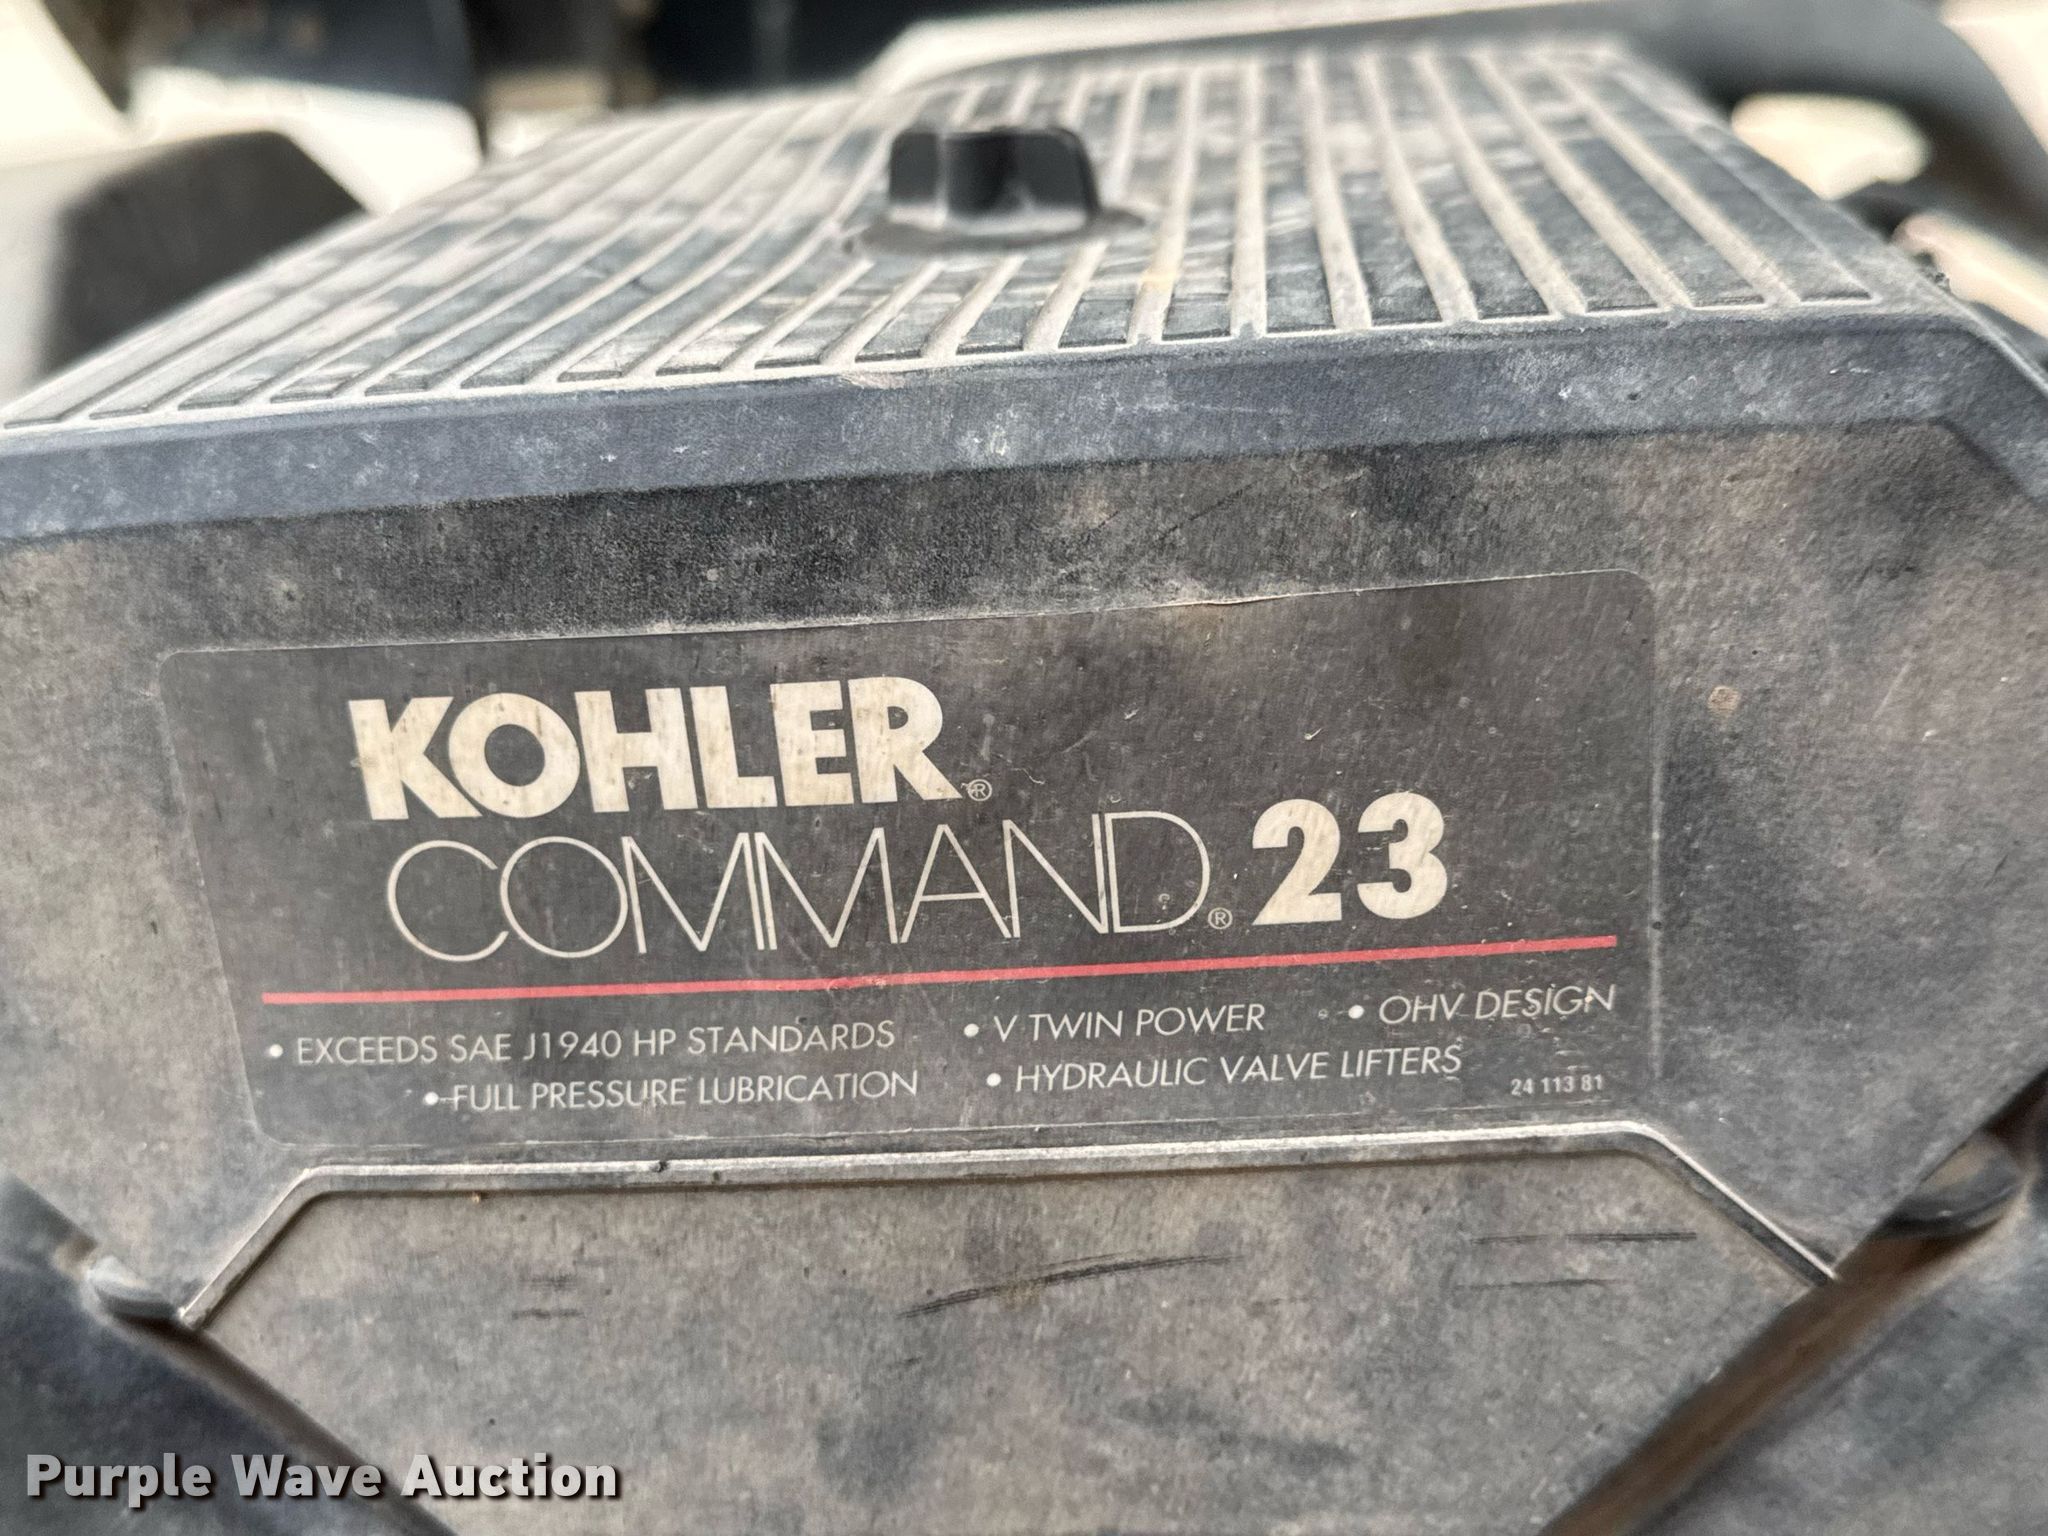 KOHLER®
COMMAND® 23
• EXCEEDS SAE J1940 HP STANDARDS • V TWIN POWER • OHV DESIGN
• FULL PRESSURE LUBRICATION • HYDRAULIC VALVE LIFTERS
24 113 81
Purple Wave Auction